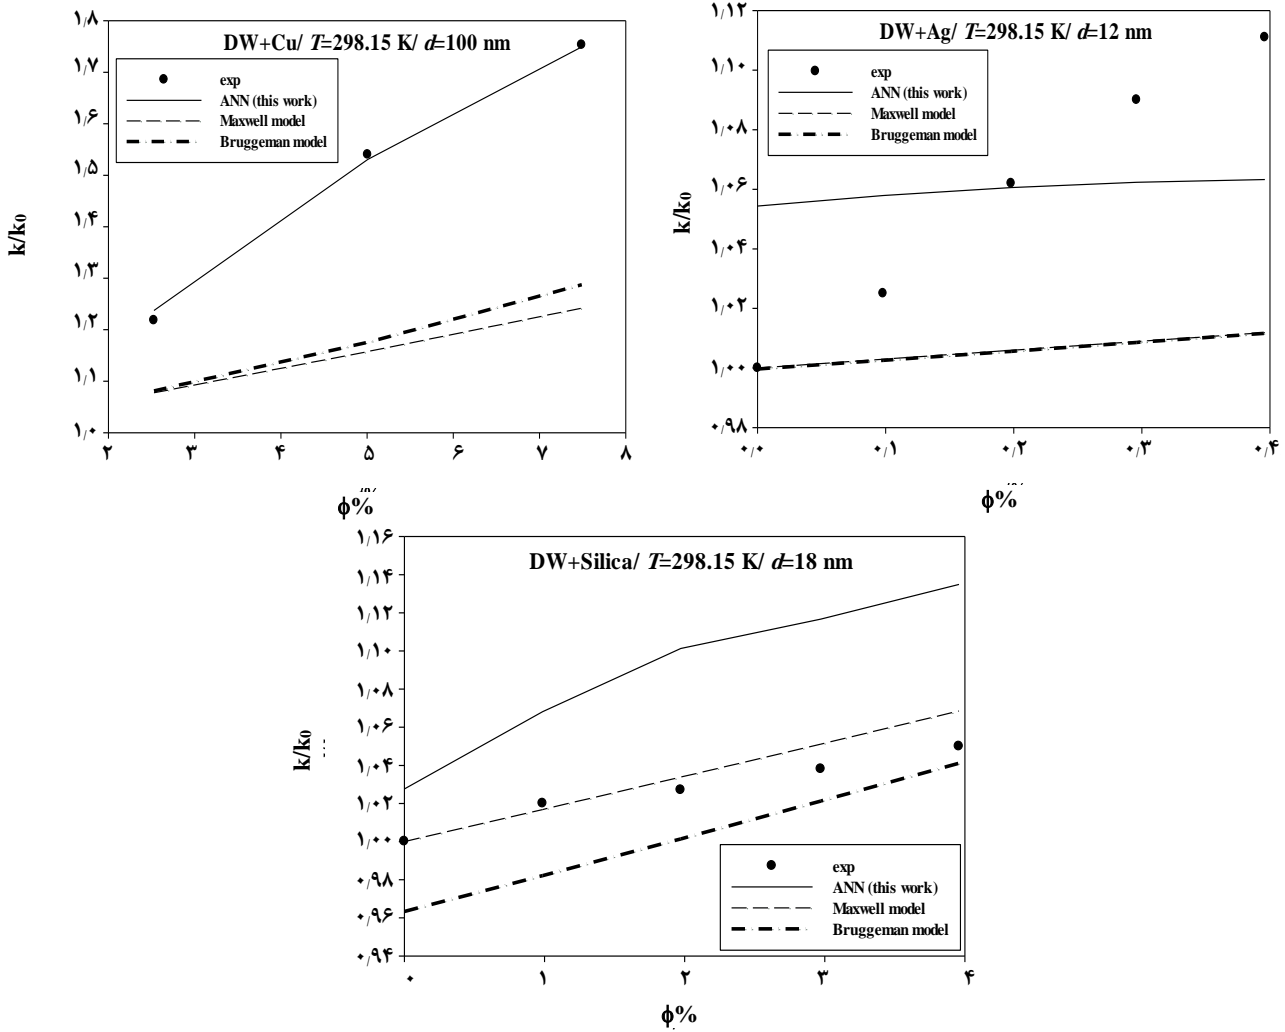 DW+Cu/ T=298.15 K/ d=100 nm
exp
ANN (this work)
Maxwell model
Bruggeman model
k/k0
۱/۸
۱/۷
۱/۶
۱/۵
۱/۴
۱/۳
۱/۲
۱/۱
۱/۰
۲ ۳ ۴ ۵ ۶ ۷ ۸
ϕ%
DW+Ag/ T=298.15 K/ d=12 nm
exp
ANN (this work)
Maxwell model
Bruggeman model
k/k0
۱/۱۲
۱/۱۰
۱/۰۸
۱/۰۶
۱/۰۴
۱/۰۲
۱/۰۰
۰/۹۸
۰/۰ ۰/۱ ۰/۲ ۰/۳ ۰/۴
ϕ%
DW+Silica/ T=298.15 K/ d=18 nm
k/k0
۱/۱۶
۱/۱۴
۱/۱۲
۱/۱۰
۱/۰۸
۱/۰۶
۱/۰۴
۱/۰۲
۱/۰۰
۰/۹۸
۰/۹۶
۰/۹۴
exp
ANN (this work)
Maxwell model
Bruggeman model
۰ ۱ ۲ ۳ ۴
ϕ%